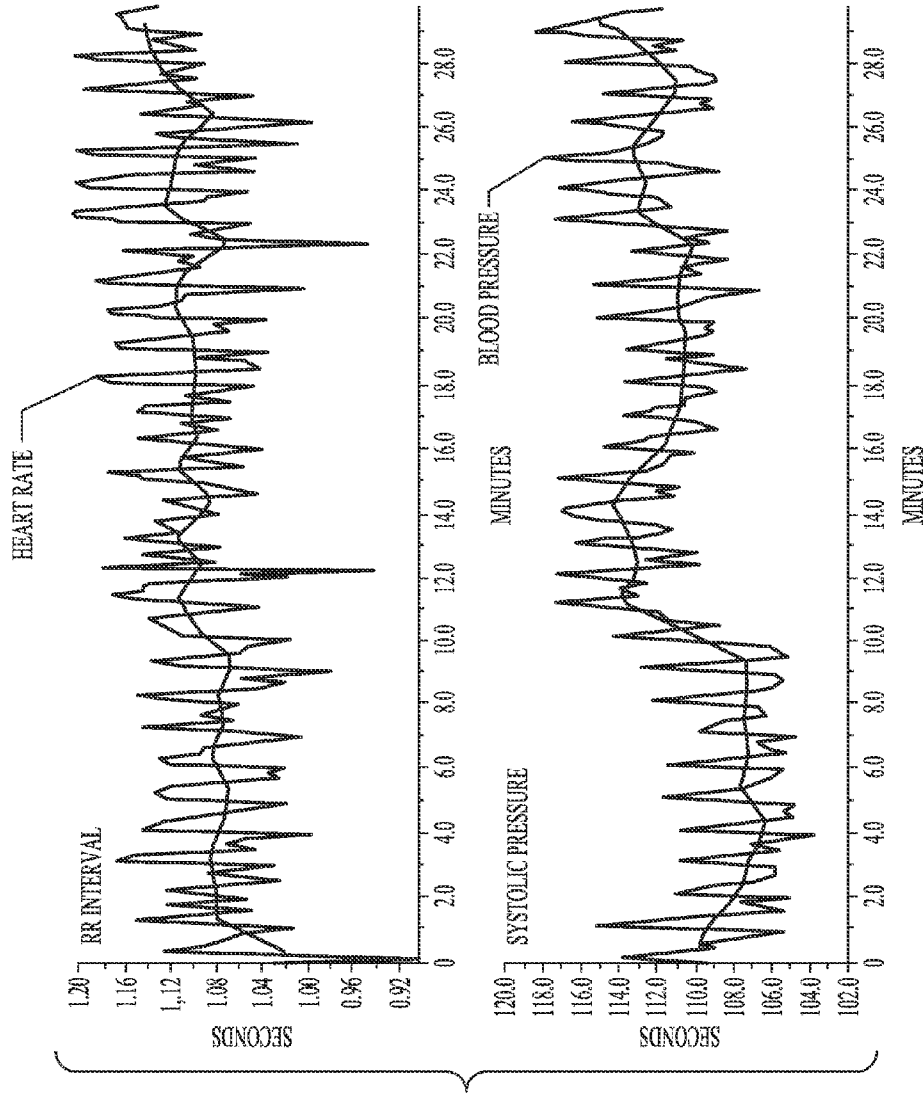 HEART RATE
RR INTERVAL
SECONDS
1.20
1.16
1,.12
1.08
1.04
1.00
0.96
0.92
0 2.0 4.0 6.0 8.0 10.0 12.0 14.0 16.0 18.0 20.0 22.0 24.0 26.0 28.0
MINUTES
BLOOD PRESSURE
SYSTOLIC PRESSURE
SECONDS
120.0
118.0
116.0
114.0
112.0
110.0
108.0
106.0
104.0
102.0
0 2.0 4.0 6.0 8.0 10.0 12.0 14.0 16.0 18.0 20.0 22.0 24.0 26.0 28.0
MINUTES